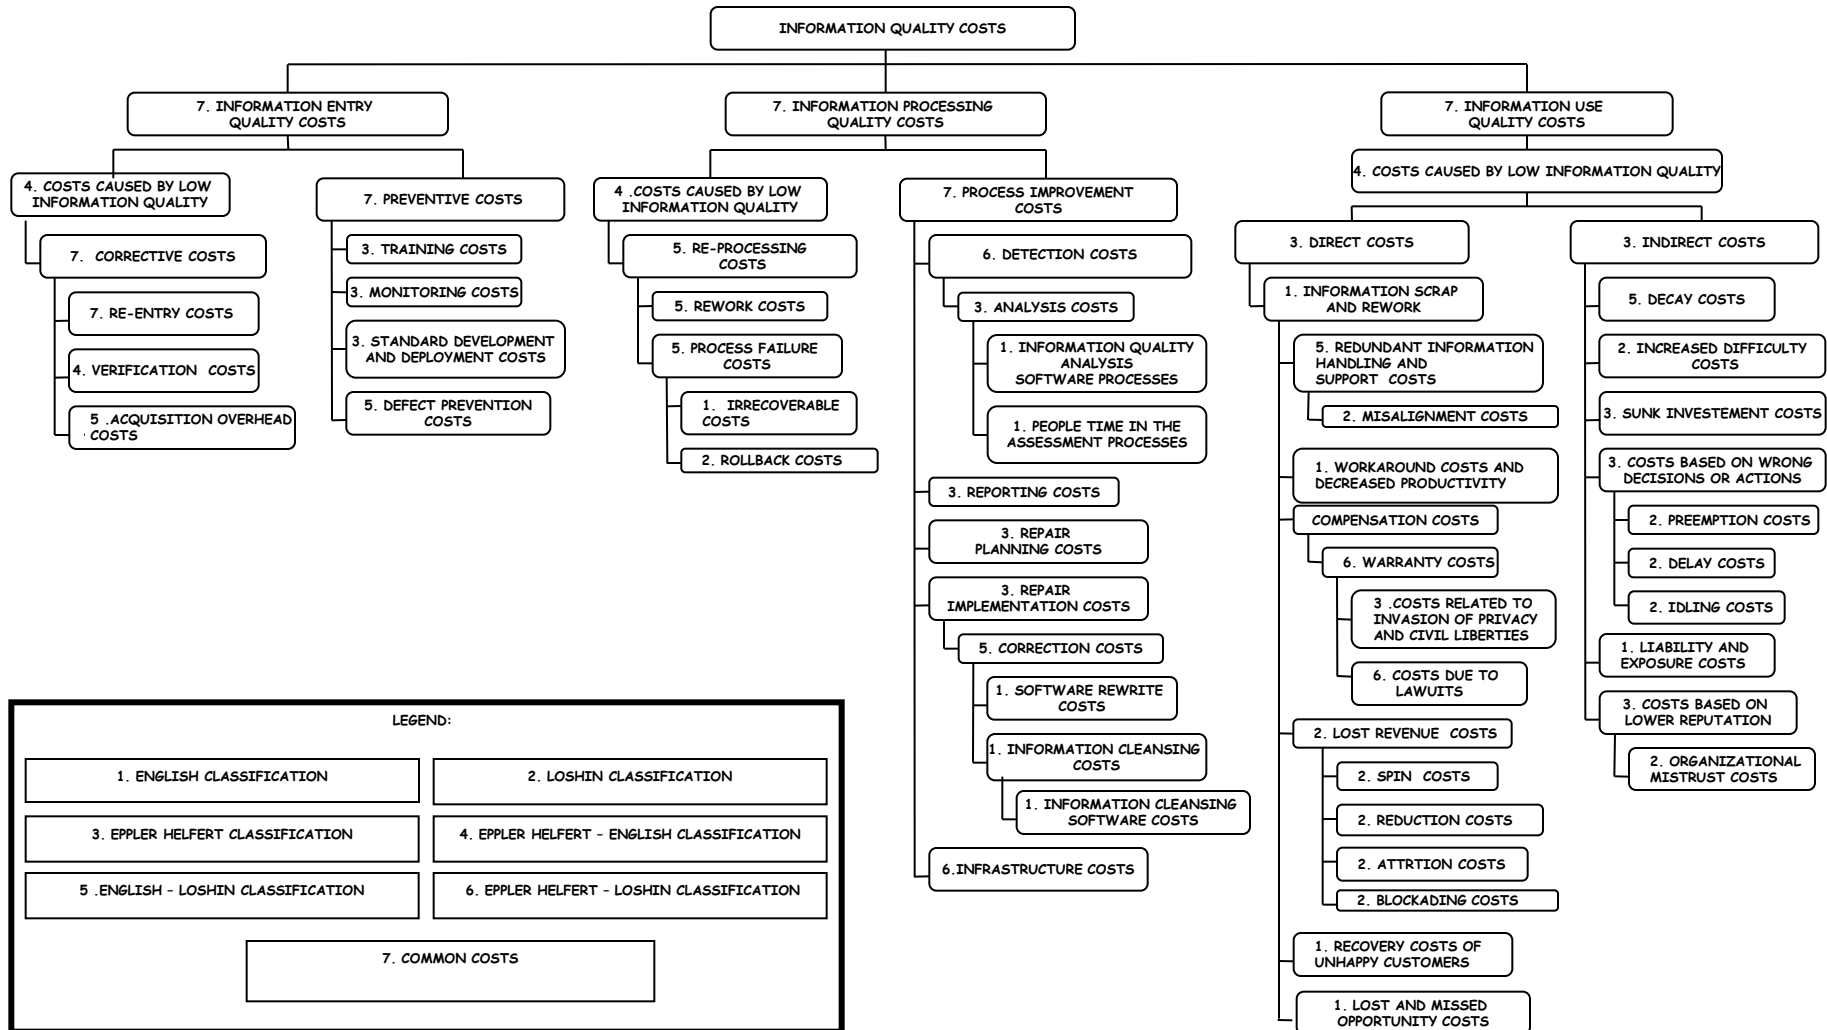 INFORMATION QUALITY COSTS
7. INFORMATION ENTRY
QUALITY COSTS
4. COSTS CAUSED BY LOW
INFORMATION QUALITY
7. CORRECTIVE COSTS
7. RE-ENTRY COSTS
4. VERIFICATION COSTS
5 .ACQUISITION OVERHEAD
COSTS
7. PREVENTIVE COSTS
3. TRAINING COSTS
3. MONITORING COSTS
3. STANDARD DEVELOPMENT
AND DEPLOYMENT COSTS
5. DEFECT PREVENTION
COSTS
7. INFORMATION PROCESSING
QUALITY COSTS
4 .COSTS CAUSED BY LOW
INFORMATION QUALITY
5. RE-PROCESSING
COSTS
5. REWORK COSTS
5. PROCESS FAILURE
COSTS
1. IRRECOVERABLE
COSTS
2. ROLLBACK COSTS
7. PROCESS IMPROVEMENT
COSTS
6. DETECTION COSTS
3. ANALYSIS COSTS
1. INFORMATION QUALITY
ANALYSIS
SOFTWARE PROCESSES
1. PEOPLE TIME IN THE
ASSESSMENT PROCESSES
3. REPORTING COSTS
3. REPAIR
PLANNING COSTS
3. REPAIR
IMPLEMENTATION COSTS
5. CORRECTION COSTS
1. SOFTWARE REWRITE
COSTS
1. INFORMATION CLEANSING
COSTS
1. INFORMATION CLEANSING
SOFTWARE COSTS
6.INFRASTRUCTURE COSTS
7. INFORMATION USE
QUALITY COSTS
4. COSTS CAUSED BY LOW INFORMATION QUALITY
3. DIRECT COSTS
1. INFORMATION SCRAP
AND REWORK
5. REDUNDANT INFORMATION
HANDLING AND
SUPPORT COSTS
2. MISALIGNMENT COSTS
1. WORKAROUND COSTS AND
DECREASED PRODUCTIVITY
COMPENSATION COSTS
6. WARRANTY COSTS
3 .COSTS RELATED TO
INVASION OF PRIVACY
AND CIVIL LIBERTIES
6. COSTS DUE TO
LAWUITS
2. LOST REVENUE COSTS
2. SPIN COSTS
2. REDUCTION COSTS
2. ATTRTION COSTS
2. BLOCKADING COSTS
1. RECOVERY COSTS OF
UNHAPPY CUSTOMERS
1. LOST AND MISSED
OPPORTUNITY COSTS
3. INDIRECT COSTS
5. DECAY COSTS
2. INCREASED DIFFICULTY
COSTS
3. SUNK INVESTEMENT COSTS
3. COSTS BASED ON WRONG
DECISIONS OR ACTIONS
2. PREEMPTION COSTS
2. DELAY COSTS
2. IDLING COSTS
1. LIABILITY AND
EXPOSURE COSTS
3. COSTS BASED ON
LOWER REPUTATION
2. ORGANIZATIONAL
MISTRUST COSTS
LEGEND:
1. ENGLISH CLASSIFICATION
2. LOSHIN CLASSIFICATION
3. EPPLER HELFERT CLASSIFICATION
4. EPPLER HELFERT - ENGLISH CLASSIFICATION
5 .ENGLISH - LOSHIN CLASSIFICATION
6. EPPLER HELFERT - LOSHIN CLASSIFICATION
7. COMMON COSTS